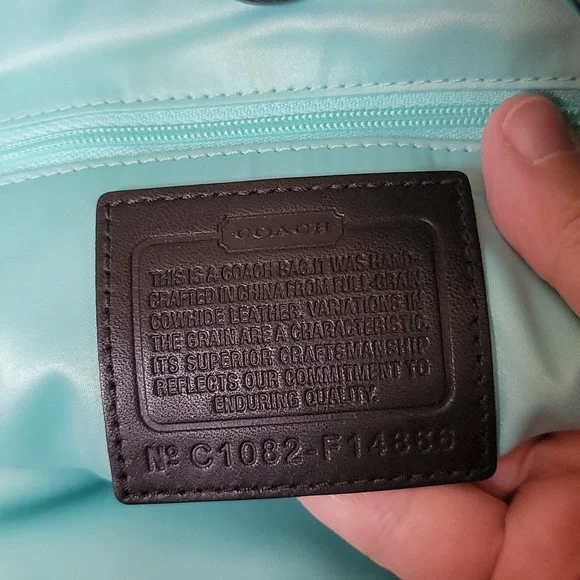 COACH
THIS IS A COACH BAG.IT WAS HAND-
CRAFTED IN CHINA FROM FULL-GRAIN
COWHIDE LEATHER. VARIATIONS IN
THE GRAIN ARE A CHARACTERISTIC.
ITS SUPERIOR CRAFTSMANSHIP
REFLECTS OUR COMMITMENT TO
ENDURING QUALITY.
Nº C1082-F14866